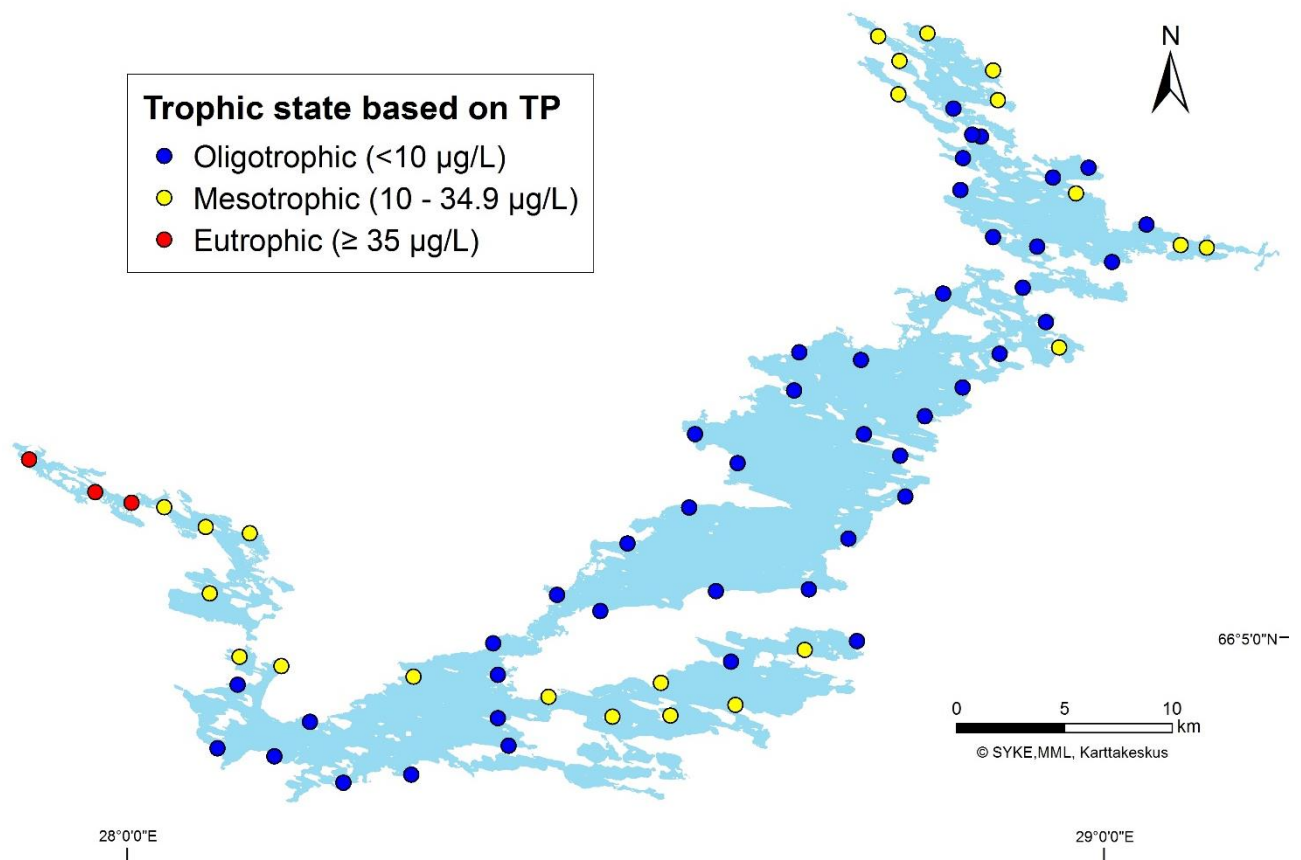 N
Trophic state based on TP
Oligotrophic (<10 µg/L)
Mesotrophic (10 - 34.9 µg/L)
Eutrophic (≥ 35 µg/L)
66°5'0"N
0 5 10
km
© SYKE,MML, Karttakeskus
28°0'0"E
29°0'0"E